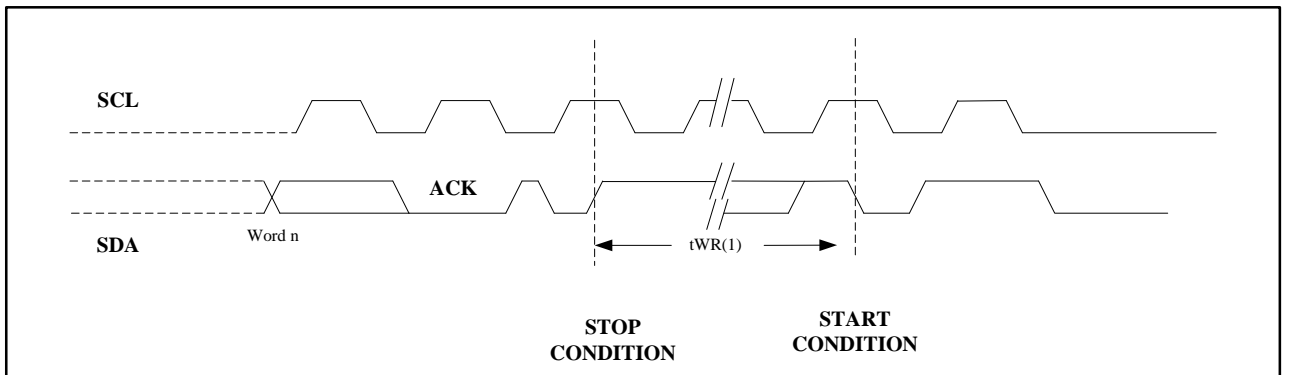 SCL
ACK
Word n
SDA
tWR(1)
STOP
CONDITION
START
CONDITION